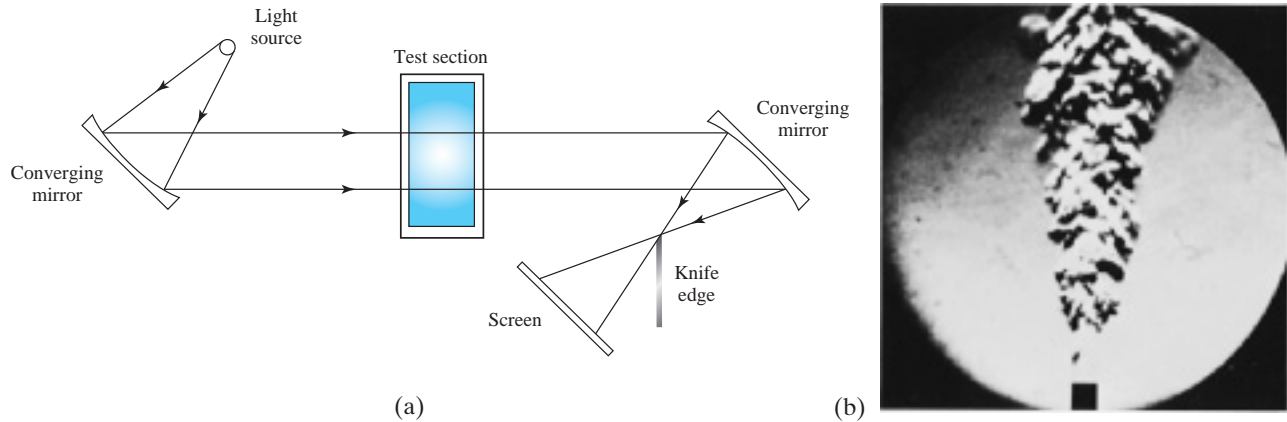 Light
source
Test section
Converging
mirror
Converging
mirror
Knife
edge
Screen
(a)
(b)